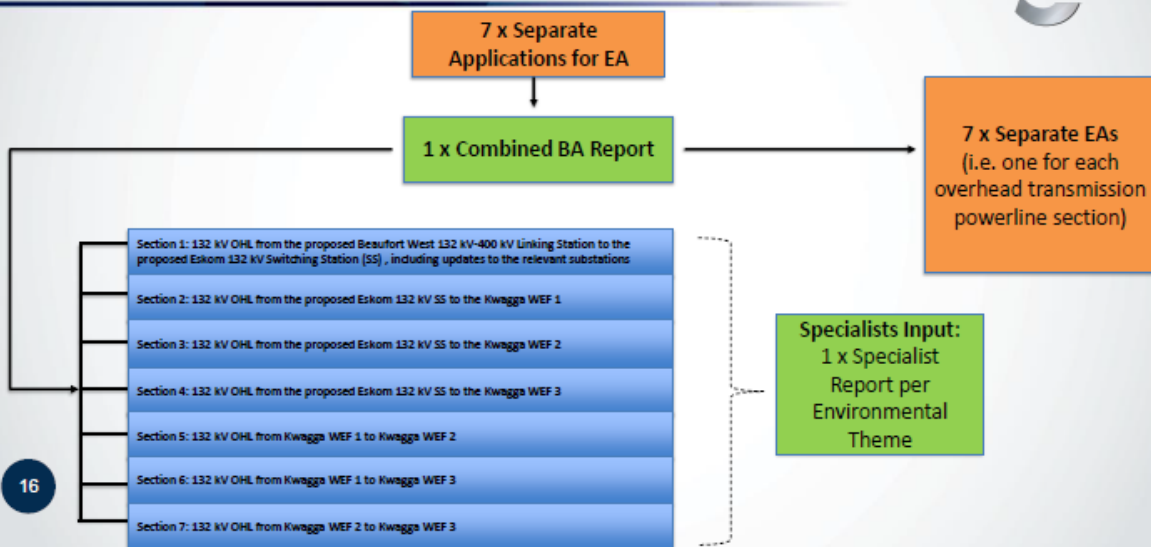 7 x Separate
Applications for EA
1 x Combined BA Report
7 x Separate EAs
(i.e. one for each
overhead transmission
powerline section)
Section 1: 132 kV OHL from the proposed Beaufort West 132 kV-400 kV Linking Station to the
proposed Eskom 132 kV Switching Station (SS) , including updates to the relevant substations
Section 2: 132 kV OHL from the proposed Eskom 132 kV SS to the Kwagga WEF 1
Section 3: 132 kV OHL from the proposed Eskom 132 kV SS to the Kwagga WEF 2
Section 4: 132 kV OHL from the proposed Eskom 132 kV SS to the Kwagga WEF 3
Section 5: 132 kV OHL from Kwagga WEF 1 to Kwagga WEF 2
Section 6: 132 kV OHL from Kwagga WEF 1 to Kwagga WEF 3
Section 7: 132 kV OHL from Kwagga WEF 2 to Kwagga WEF 3
Specialists Input:
1 x Specialist
Report per
Environmental
Theme
16